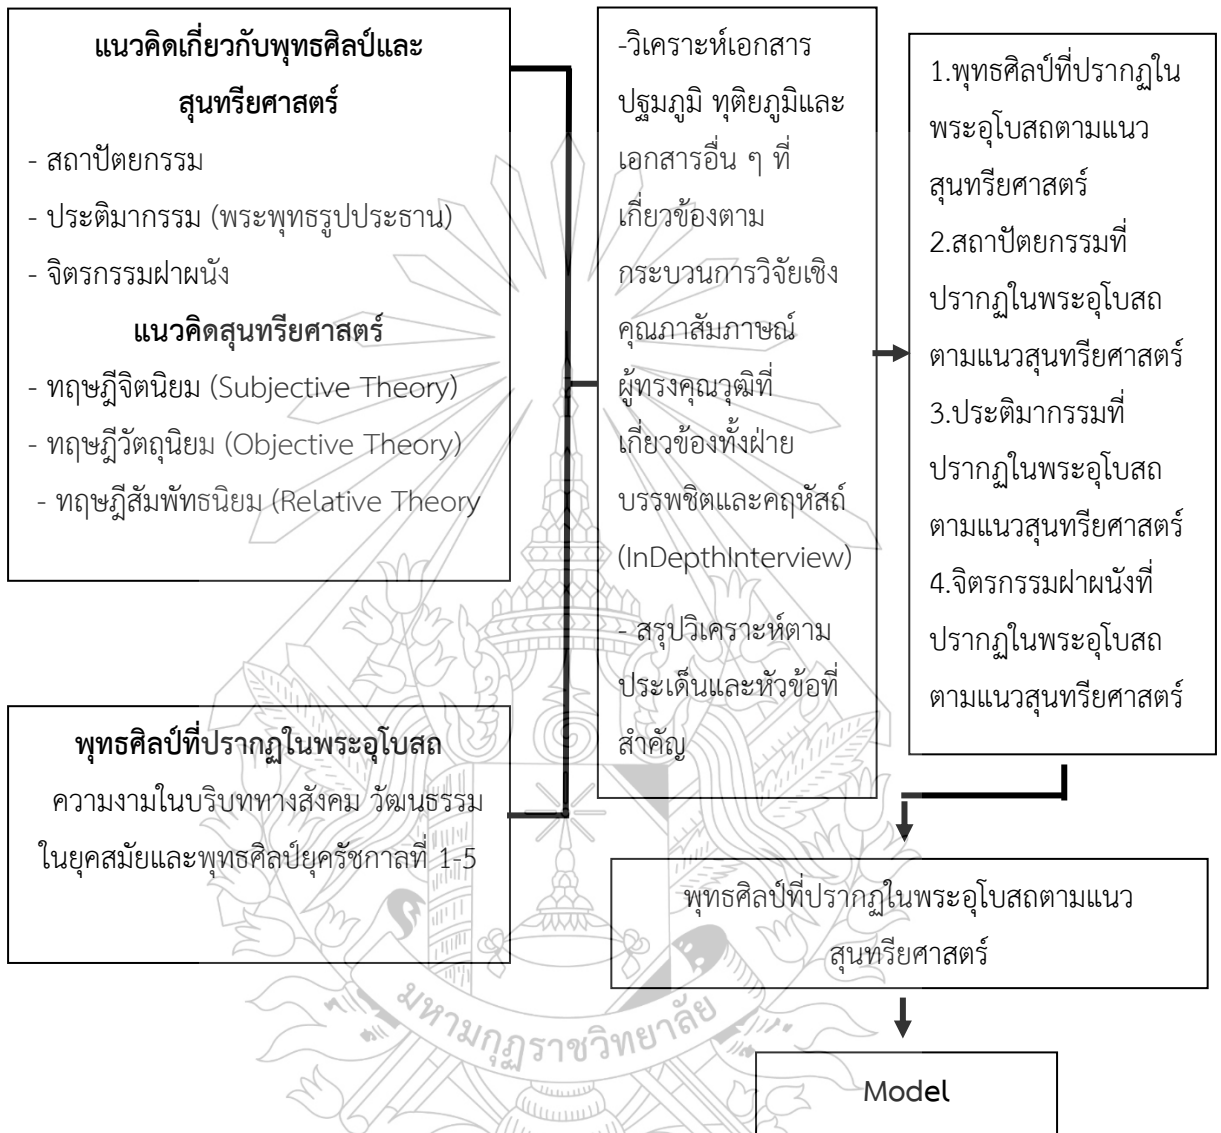 แนวคิดเกี่ยวกับพุทธศิลป์และ
สุนทรียศาสตร์
- สถาปัตยกรรม
- ประติมากรรม (พระพุทธรูปประธาน)
- จิตรกรรมฝาผนัง
แนวคิดสุนทรียศาสตร์
- ทฤษฎีจิตนิยม (Subjective Theory)
- ทฤษฎีวัตถุนิยม (Objective Theory)
- ทฤษฎีสัมพัทธนิยม (Relative Theory
พุทธศิลป์ที่ปรากฏในพระอุโบสถ
ความงามในบริบททางสังคม วัฒนธรรม
ในยุคสมัยและพุทธศิลป์ยุครัชกาลที่ 1-5
-วิเคราะห์เอกสาร
ปฐมภูมิ ทุติยภูมิและ
เอกสารอื่น ๆ ที่
เกี่ยวข้องตาม
กระบวนการวิจัยเชิง
คุณภาสัมภาษณ์
ผู้ทรงคุณวุฒิที่
เกี่ยวข้องทั้งฝ่าย
บรรพชิตและคฤหัสถ์
(InDepthInterview)
- สรุปวิเคราะห์ตาม
ประเด็นและหัวข้อที่
สำคัญ
1.พุทธศิลป์ที่ปรากฏใน
พระอุโบสถตามแนว
สุนทรียศาสตร์
2.สถาปัตยกรรมที่
ปรากฏในพระอุโบสถ
ตามแนวสุนทรียศาสตร์
3.ประติมากรรมที่
ปรากฏในพระอุโบสถ
ตามแนวสุนทรียศาสตร์
4.จิตรกรรมฝาผนังที่
ปรากฏในพระอุโบสถ
ตามแนวสุนทรียศาสตร์
พุทธศิลป์ที่ปรากฏในพระอุโบสถตามแนว
สุนทรียศาสตร์
Model
มหามกุฏราชวิทยาลัย